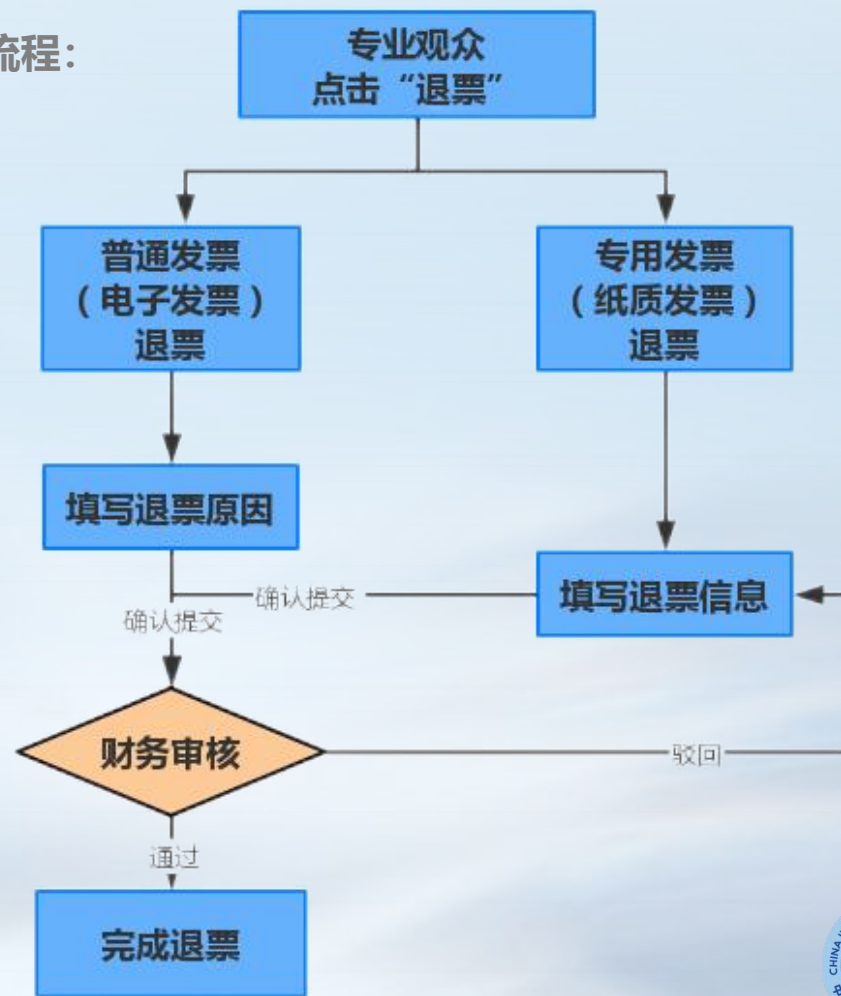 流程：
专业观众
点击“退票”
普通发票
（电子发票）
退票
专用发票
（纸质发票）
退票
填写退票原因
填写退票信息
确认提交
确认提交
财务审核
驳回
通过
完成退票
CHINA